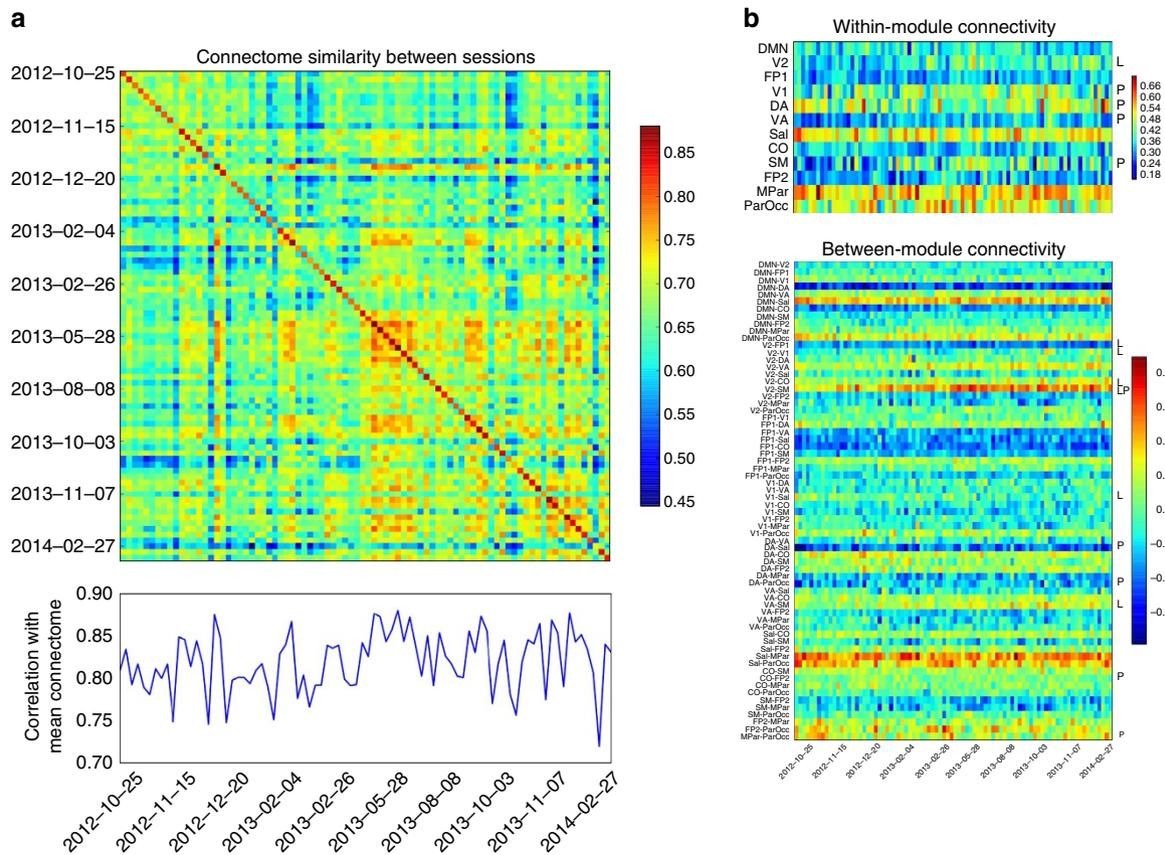 a
Connectome similarity between sessions
2012–10–25
2012–11–15
2012–12–20
2013–02–04
2013–02–26
2013–05–28
2013–08–08
2013–10–03
2013–11–07
2014–02–27
0.85
0.80
0.75
0.70
0.65
0.60
0.55
0.50
0.45
Correlation with
mean connectome
0.90
0.85
0.80
0.75
0.70
2012–10–25
2012–11–15
2012–12–20
2013–02–04
2013–02–26
2013–05–28
2013–08–08
2013–10–03
2013–11–07
2014–02–27
b
Within-module connectivity
DMN
V2 L
FP1
V1 P
DA P
VA P
Sal
CO
SM P
FP2
MPar
ParOcc
0.66
0.60
0.54
0.48
0.42
0.36
0.30
0.24
0.18
Between-module connectivity
DMN-V2
DMN-FP1
DMN-V1
DMN-DA
DMN-VA
DMN-Sal
DMN-CO
DMN-SM
DMN-FP2
DMN-MPar
DMN-ParOcc
V2-FP1 L
V2-V1 L
V2-DA
V2-VA
V2-Sal
V2-CO L
V2-SM LP
V2-FP2
V2-MPar
V2-ParOcc
FP1-V1
FP1-DA
FP1-VA
FP1-Sal
FP1-CO
FP1-SM
FP1-FP2
FP1-MPar
FP1-ParOcc
V1-DA
V1-VA
V1-Sal L
V1-CO
V1-SM
V1-FP2
V1-MPar
V1-ParOcc
DA-VA
DA-Sal P
DA-CO
DA-SM
DA-FP2
DA-MPar
DA-ParOcc P
VA-Sal
VA-CO
VA-SM L
VA-FP2
VA-MPar
VA-ParOcc
Sal-CO
Sal-SM
Sal-FP2
Sal-MPar
Sal-ParOcc
CO-SM P
CO-FP2
CO-MPar
CO-ParOcc
SM-FP2
SM-MPar
SM-ParOcc
FP2-MPar
FP2-ParOcc
MPar-ParOcc P
0.
0.
0.
0.
0.
0.
–0.
–0.
2012–10–25
2012–11–15
2012–12–20
2013–02–04
2013–02–26
2013–05–28
2013–08–08
2013–10–03
2013–11–07
2014–02–27